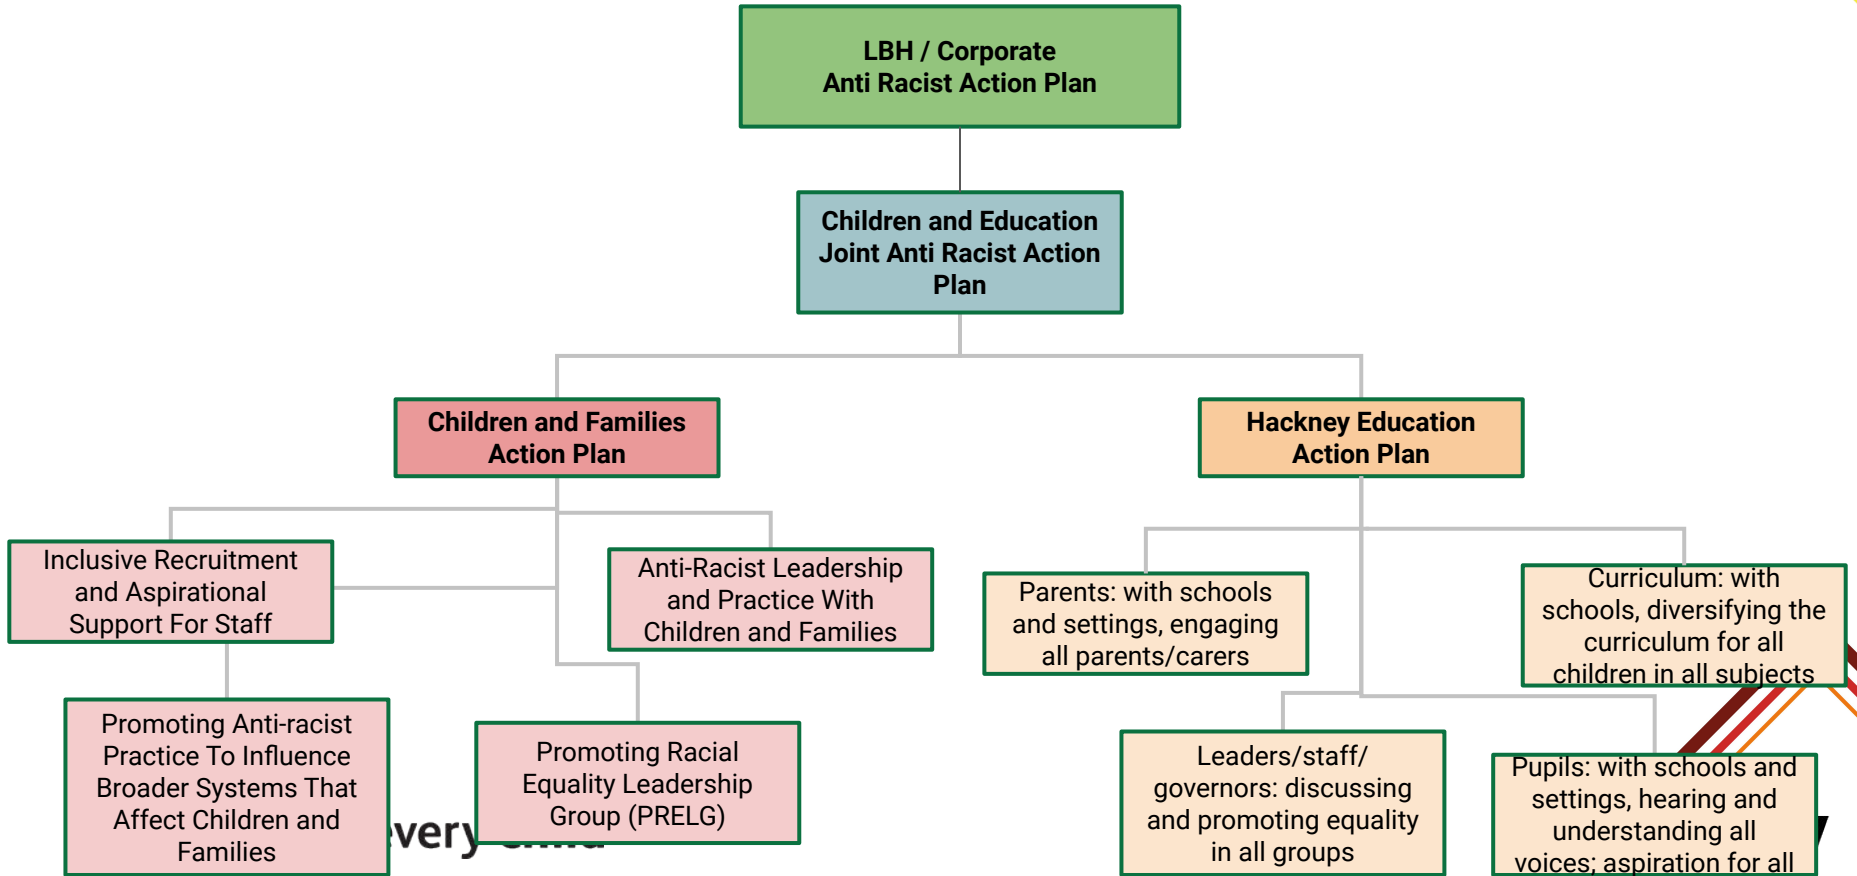 LBH / Corporate
Anti Racist Action Plan
Children and Education
Joint Anti Racist Action
Plan
Children and Families
Action Plan
Hackney Education
Action Plan
Inclusive Recruitment
and Aspirational
Support For Staff
Anti-Racist Leadership
and Practice With
Children and Families
Parents: with schools
and settings, engaging
all parents/carers
Curriculum: with
schools, diversifying the
curriculum for all
children in all subjects
Promoting Anti-racist
Practice To Influence
Broader Systems That
Affect Children and
Families
Promoting Racial
Equality Leadership
Group (PRELG)
Leaders/staff/
governors: discussing
and promoting equality
in all groups
Pupils: with schools and
settings, hearing and
understanding all
voices; aspiration for all
every child